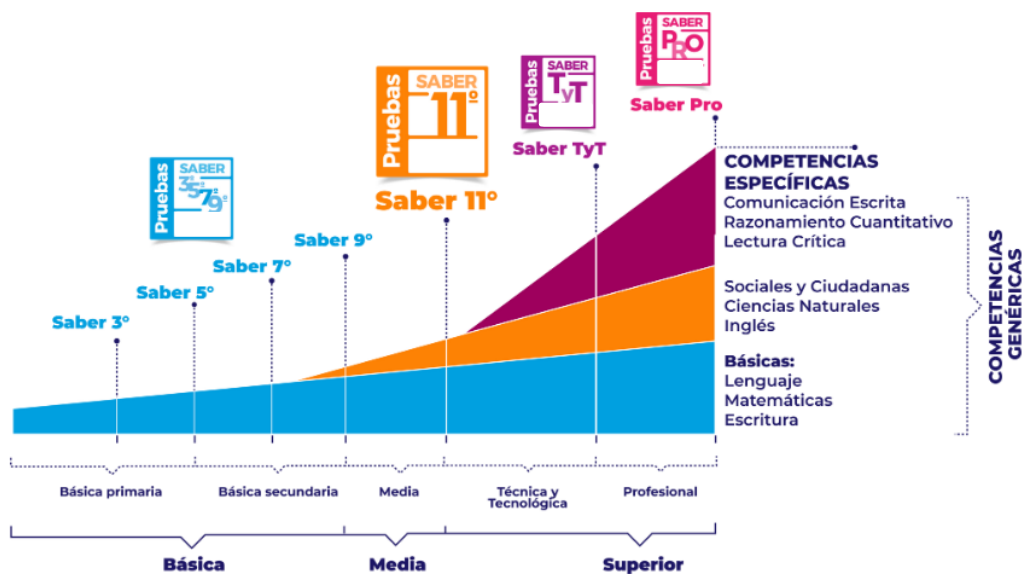 Pruebas
SABER
PRO
Saber Pro
Pruebas
SABER
TyT
Saber TyT
Pruebas
SABER
11°
Saber 11°
Pruebas
SABER
3° 5° 7° 9°
Saber 9°
Saber 7°
Saber 5°
Saber 3°
COMPETENCIAS
ESPECÍFICAS
Comunicación Escrita
Razonamiento Cuantitativo
Lectura Crítica
Sociales y Ciudadanas
Ciencias Naturales
Inglés
Básicas:
Lenguaje
Matemáticas
Escritura
COMPETENCIAS
GENÉRICAS
Básica primaria
Básica secundaria
Media
Técnica y
Tecnológica
Profesional
Básica
Media
Superior